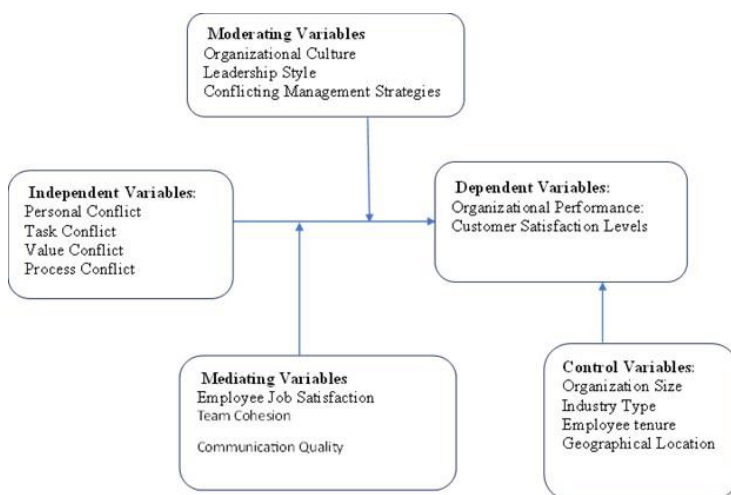 Moderating Variables
Organizational Culture
Leadership Style
Conflicting Management Strategies
Independent Variables:
Personal Conflict
Task Conflict
Value Conflict
Process Conflict
Dependent Variables:
Organizational Performance:
Customer Satisfaction Levels
Mediating Variables
Employee Job Satisfaction
Team Cohesion
Communication Quality
Control Variables:
Organization Size
Industry Type
Employee tenure
Geographical Location